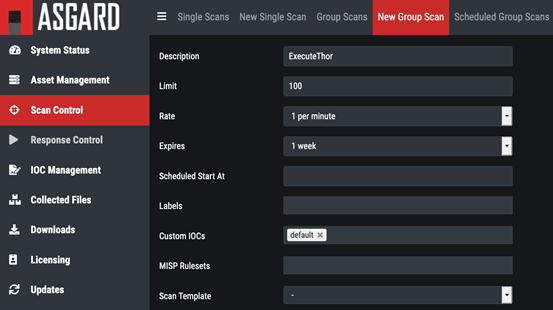 ASGARD
Single Scans
New Single Scan
Group Scans
New Group Scan
Scheduled Group Scans
System Status
Asset Management
Scan Control
Response Control
IOC Management
Collected Files
Downloads
Licensing
Updates
Description
ExecuteThor
Limit
100
Rate
1 per minute
Expires
1 week
Scheduled Start At
Labels
Custom IOCs
default ×
MISP Rulesets
Scan Template
-